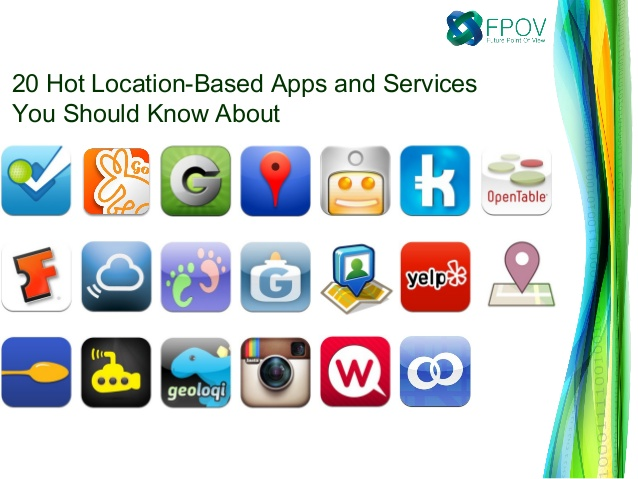 FPOV
Future Point Of View
20 Hot Location-Based Apps and Services
You Should Know About
Go
G
k
OpenTable
F
G
yelp
geoloqi
W